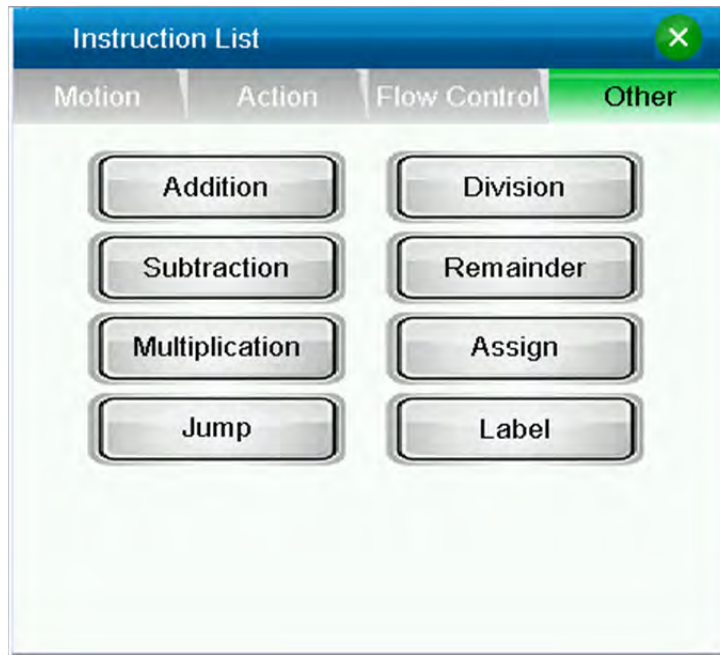 Instruction List
Motion Action Flow Control Other
Addition Division
Subtraction Remainder
Multiplication Assign
Jump Label